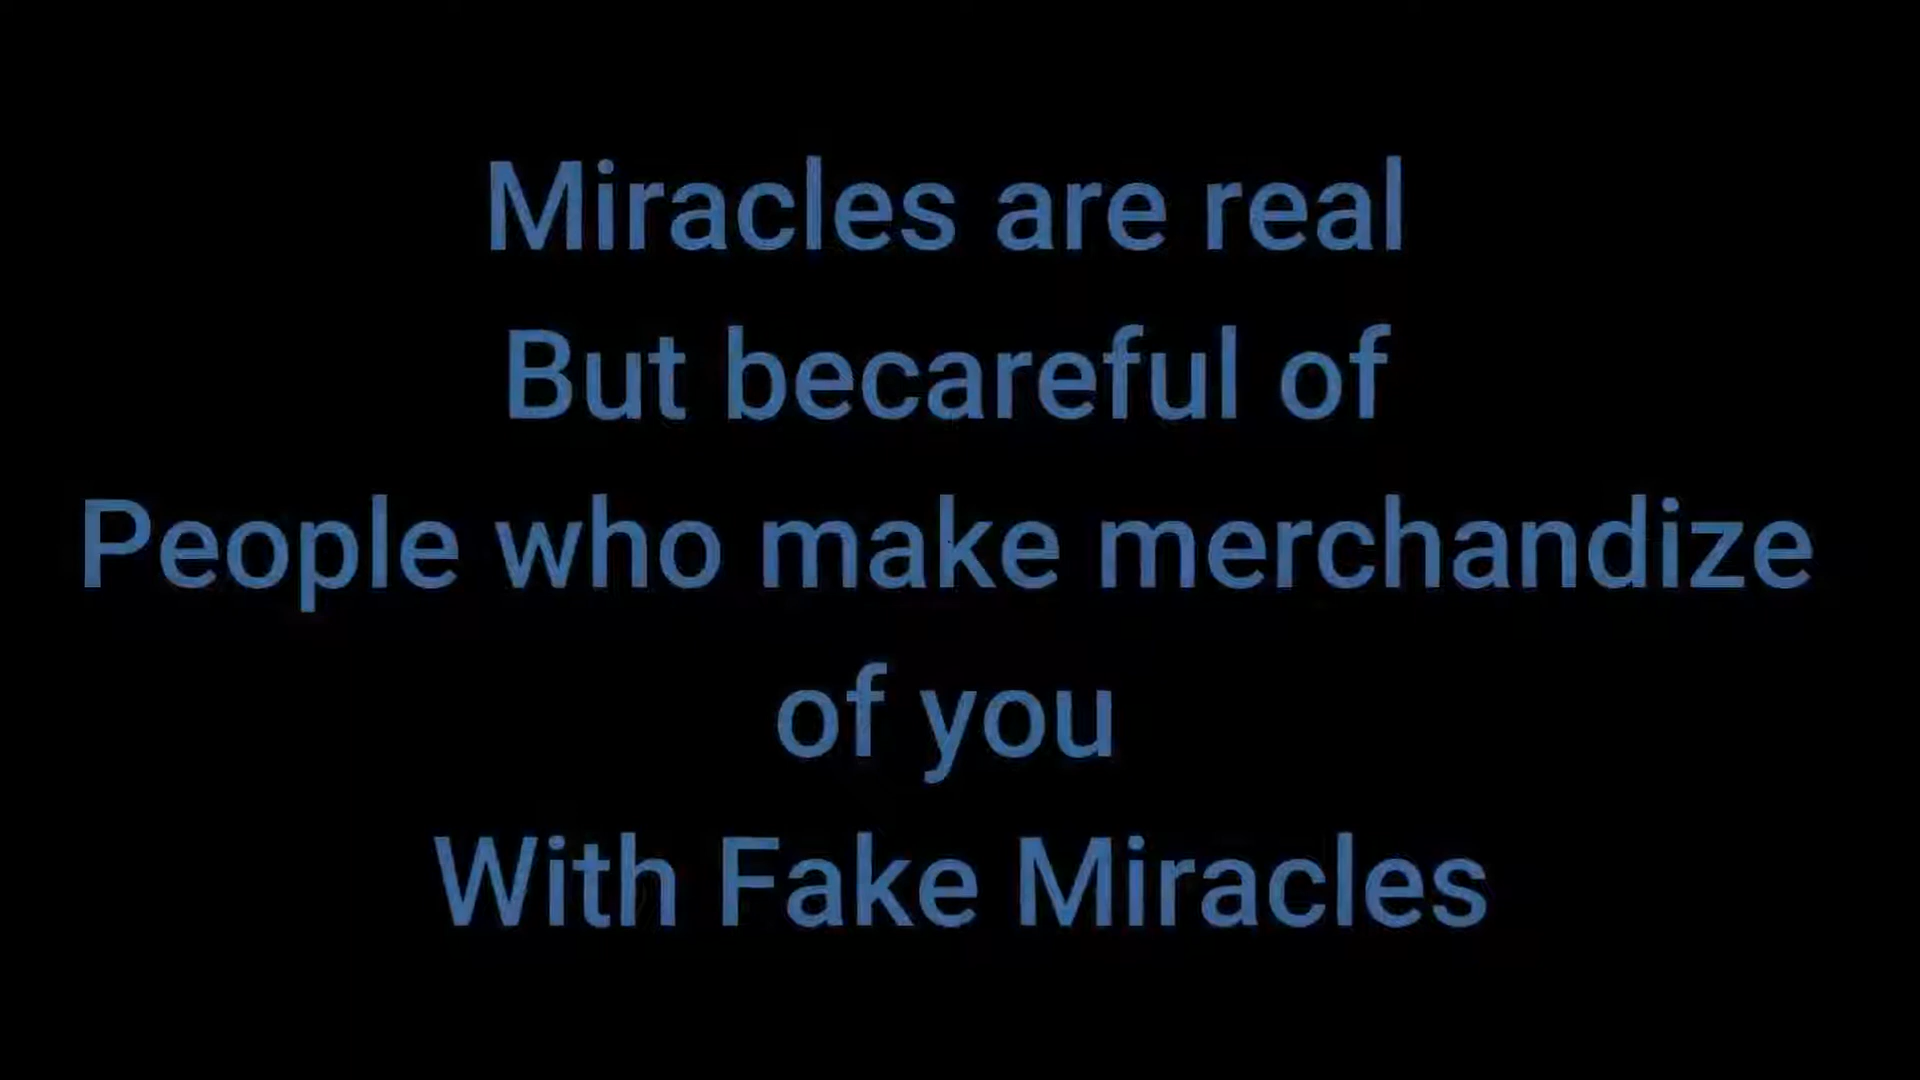 Miracles are real
But becareful of
People who make merchandize
of you
With Fake Miracles